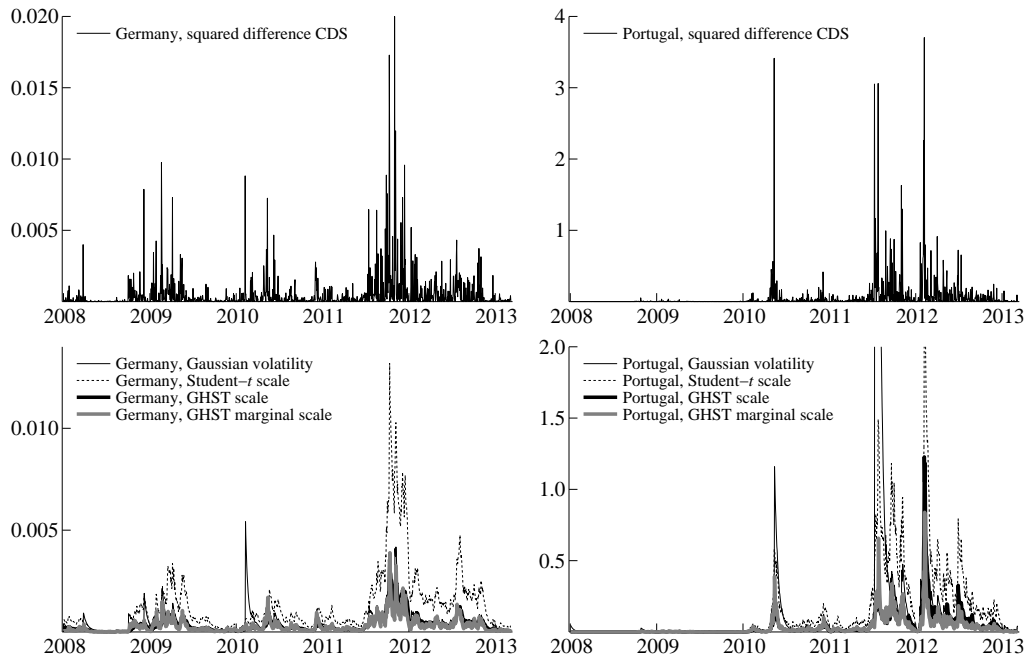 0.020
0.015
0.010
0.005
Germany, squared difference CDS
2008 2009 2010 2011 2012 2013
4
3
2
1
Portugal, squared difference CDS
2008 2009 2010 2011 2012 2013
0.010
0.005
Germany, Gaussian volatility
Germany, Student−t scale
Germany, GHST scale
Germany, GHST marginal scale
2008 2009 2010 2011 2012 2013
2.0
1.5
1.0
0.5
Portugal, Gaussian volatility
Portugal, Student−t scale
Portugal, GHST scale
Portugal, GHST marginal scale
2008 2009 2010 2011 2012 2013